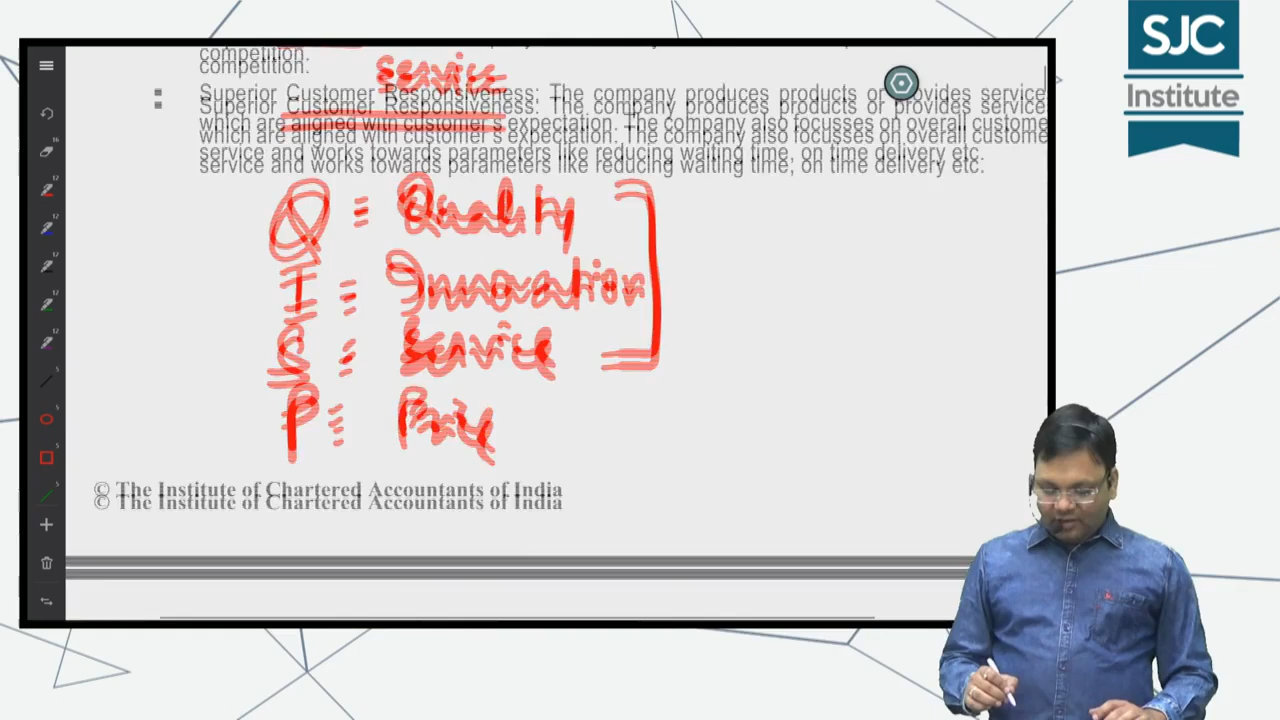 SJC
Institute
competition.
service
Superior Customer Responsiveness: The company produces products or provides service
which are aligned with customer's expectation. The company also focusses on overall custome
service and works towards parameters like reducing waiting time, on time delivery etc.
Q = Quality
I = Innovation
S = Service
P = Price
© The Institute of Chartered Accountants of India